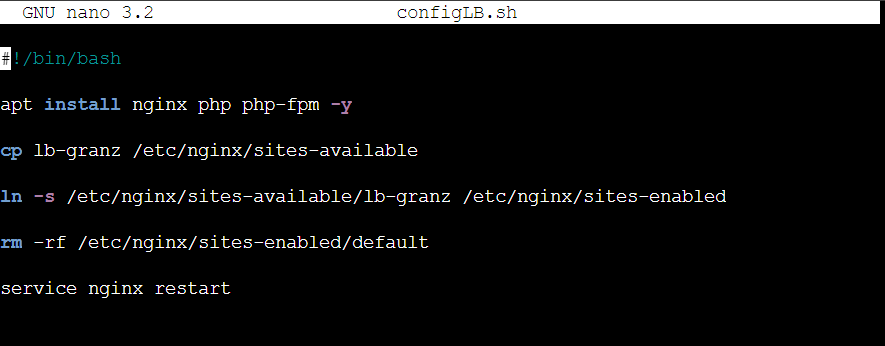 GNU nano 3.2 configLB.sh
#!/bin/bash
apt install nginx php php-fpm -y
cp lb-granz /etc/nginx/sites-available
ln -s /etc/nginx/sites-available/lb-granz /etc/nginx/sites-enabled
rm -rf /etc/nginx/sites-enabled/default
service nginx restart